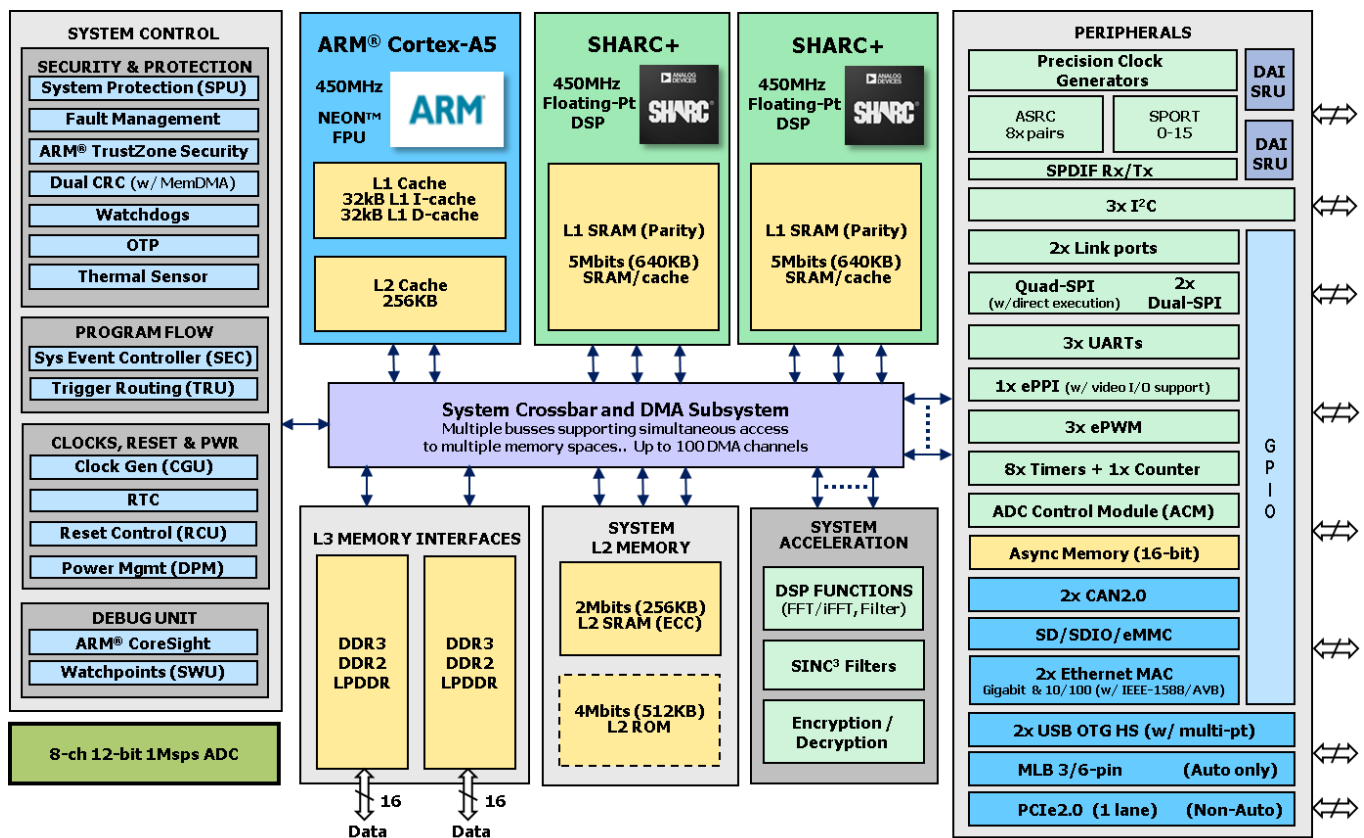 SYSTEM CONTROL
SECURITY & PROTECTION
System Protection (SPU)
Fault Management
ARM® TrustZone Security
Dual CRC (w/ MemDMA)
Watchdogs
OTP
Thermal Sensor
PROGRAM FLOW
Sys Event Controller (SEC)
Trigger Routing (TRU)
CLOCKS, RESET & PWR
Clock Gen (CGU)
RTC
Reset Control (RCU)
Power Mgmt (DPM)
DEBUG UNIT
ARM® CoreSight
Watchpoints (SWU)
8-ch 12-bit 1Msps ADC
ARM® Cortex-A5
450MHz
NEON™
FPU
ARM
L1 Cache
32kB L1 I-cache
32kB L1 D-cache
L2 Cache
256KB
SHARC+
450MHz
Floating-Pt
DSP
ANALOG
DEVICES
SHARC®
L1 SRAM (Parity)
5Mbits (640KB)
SRAM/cache
SHARC+
450MHz
Floating-Pt
DSP
ANALOG
DEVICES
SHARC®
L1 SRAM (Parity)
5Mbits (640KB)
SRAM/cache
System Crossbar and DMA Subsystem
Multiple busses supporting simultaneous access
to multiple memory spaces.. Up to 100 DMA channels
L3 MEMORY INTERFACES
DDR3
DDR2
LPDDR
DDR3
DDR2
LPDDR
16
16
Data
Data
SYSTEM
L2 MEMORY
2Mbits (256KB)
L2 SRAM (ECC)
4Mbits (512KB)
L2 ROM
SYSTEM
ACCELERATION
DSP FUNCTIONS
(FFT/iFFT, Filter)
SINC³ Filters
Encryption /
Decryption
PERIPHERALS
Precision Clock
Generators
ASRC
8x pairs
SPORT
0-15
SPDIF Rx/Tx
DAI
SRU
DAI
SRU
3x I²C
2x Link ports
Quad-SPI
(w/direct execution)
2x
Dual-SPI
3x UARTs
1x ePPI (w/ video I/O support)
3x ePWM
8x Timers + 1x Counter
ADC Control Module (ACM)
Async Memory (16-bit)
2x CAN2.0
SD/SDIO/eMMC
2x Ethernet MAC
Gigabit & 10/100 (w/ IEEE-1588/AVB)
GPIO
2x USB OTG HS (w/ multi-pt)
MLB 3/6-pin (Auto only)
PCIe2.0 (1 lane) (Non-Auto)